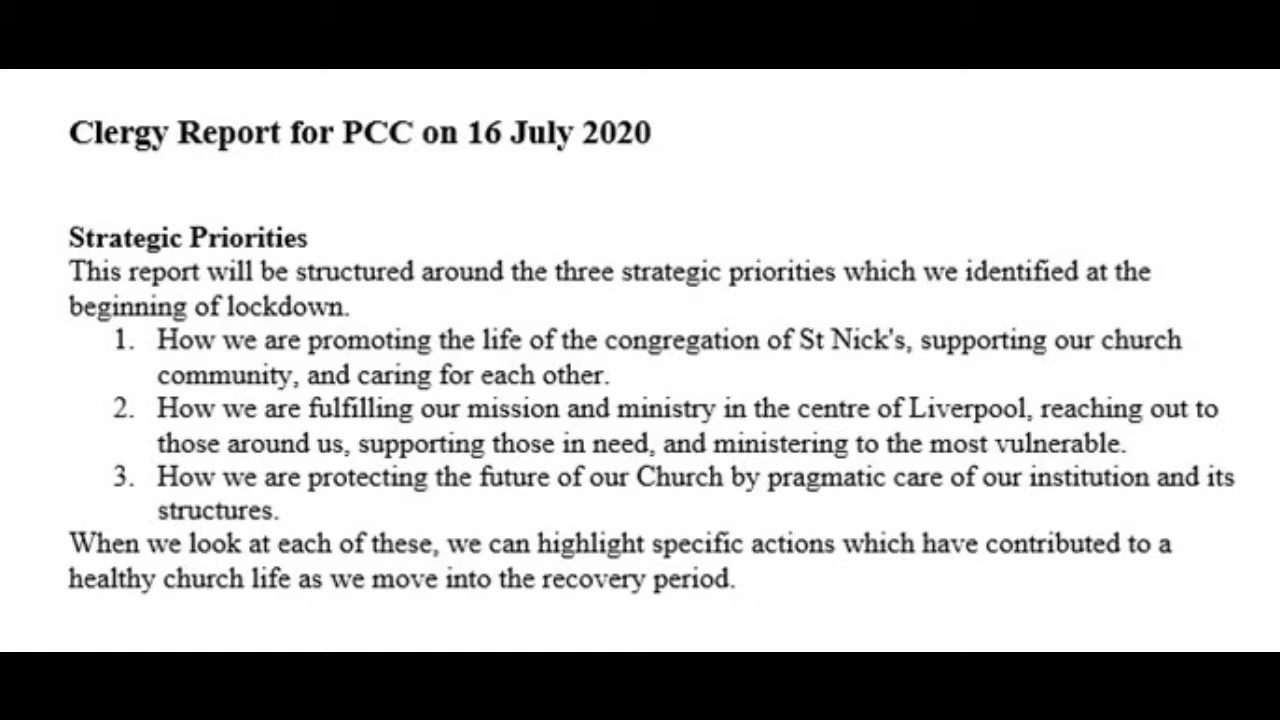 Clergy Report for PCC on 16 July 2020
Strategic Priorities
This report will be structured around the three strategic priorities which we identified at the
beginning of lockdown.
1. How we are promoting the life of the congregation of St Nick's, supporting our church
community, and caring for each other.
2. How we are fulfilling our mission and ministry in the centre of Liverpool, reaching out to
those around us, supporting those in need, and ministering to the most vulnerable.
3. How we are protecting the future of our Church by pragmatic care of our institution and its
structures.
When we look at each of these, we can highlight specific actions which have contributed to a
healthy church life as we move into the recovery period.